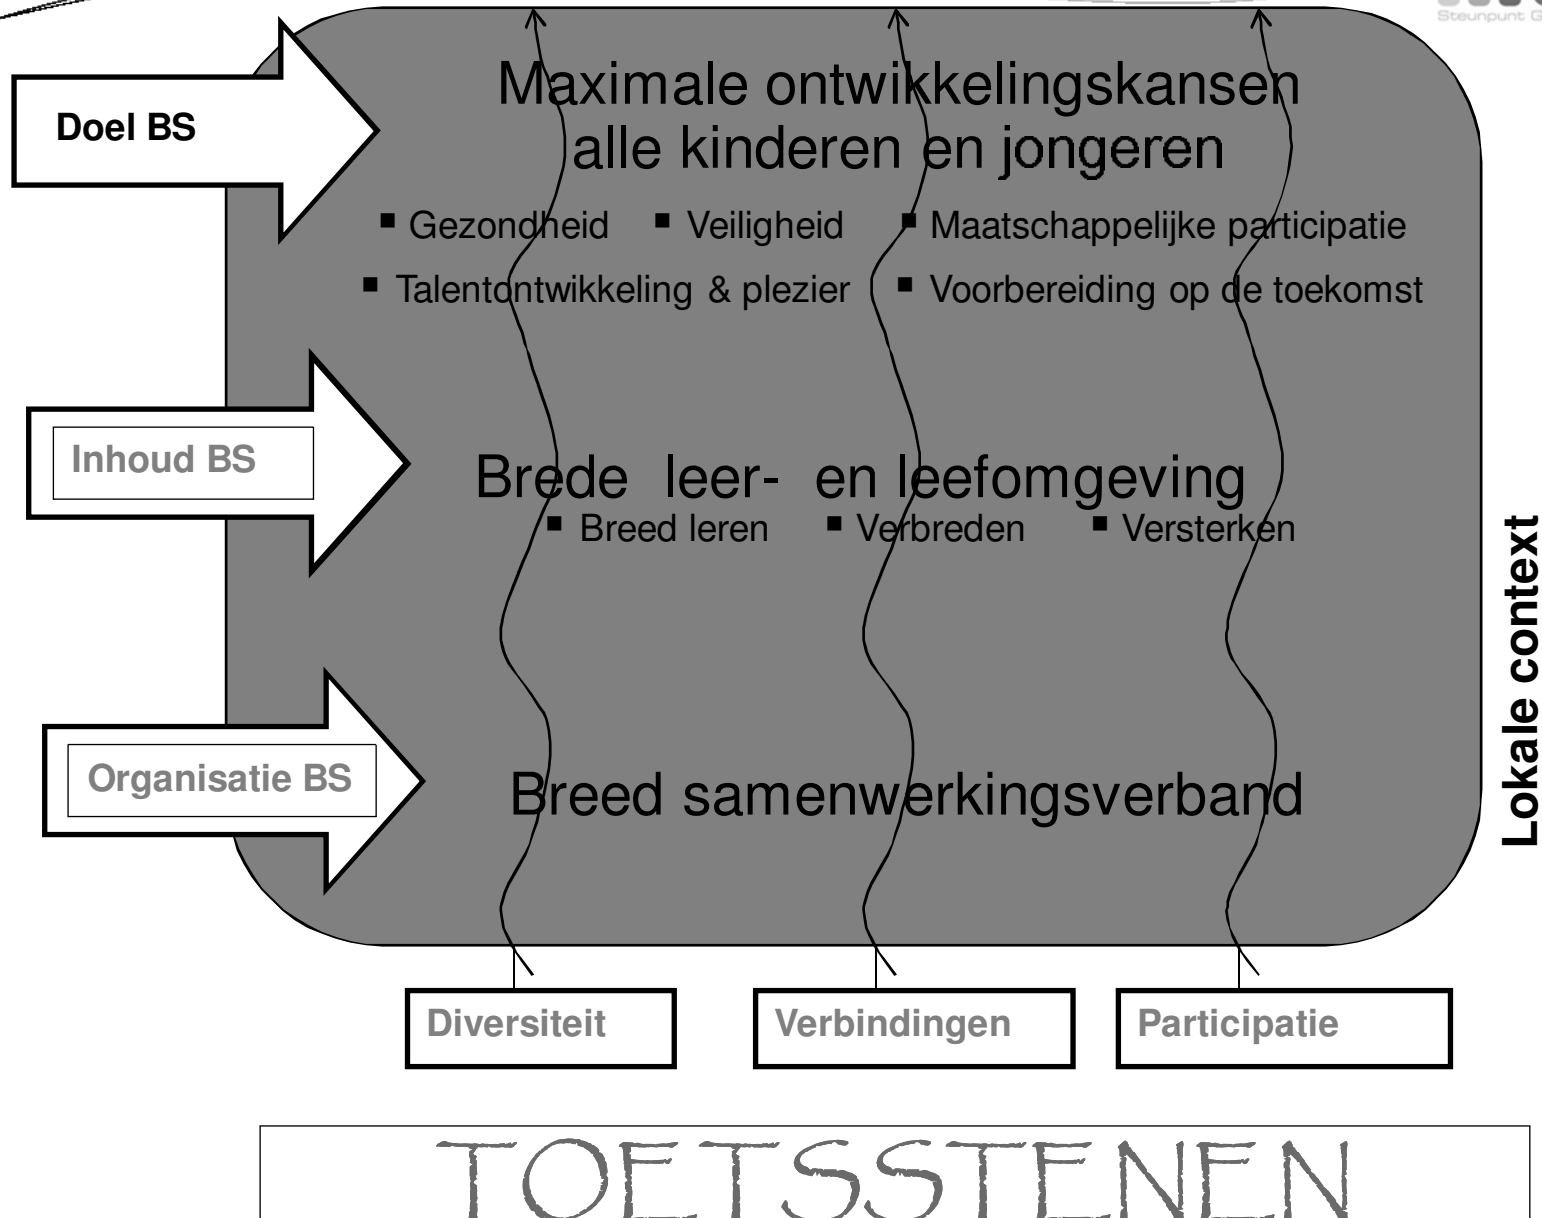 Steunpunt G
Doel BS
Maximale ontwikkelingskansen
alle kinderen en jongeren
▪ Gezondheid ▪ Veiligheid ▪ Maatschappelijke participatie
▪ Talentontwikkeling & plezier ▪ Voorbereiding op de toekomst
Inhoud BS
Brede leer- en leefomgeving
▪ Breed leren ▪ Verbreden ▪ Versterken
Organisatie BS
Breed samenwerkingsverband
Lokale context
Diversiteit
Verbindingen
Participatie
TOETSSTENEN